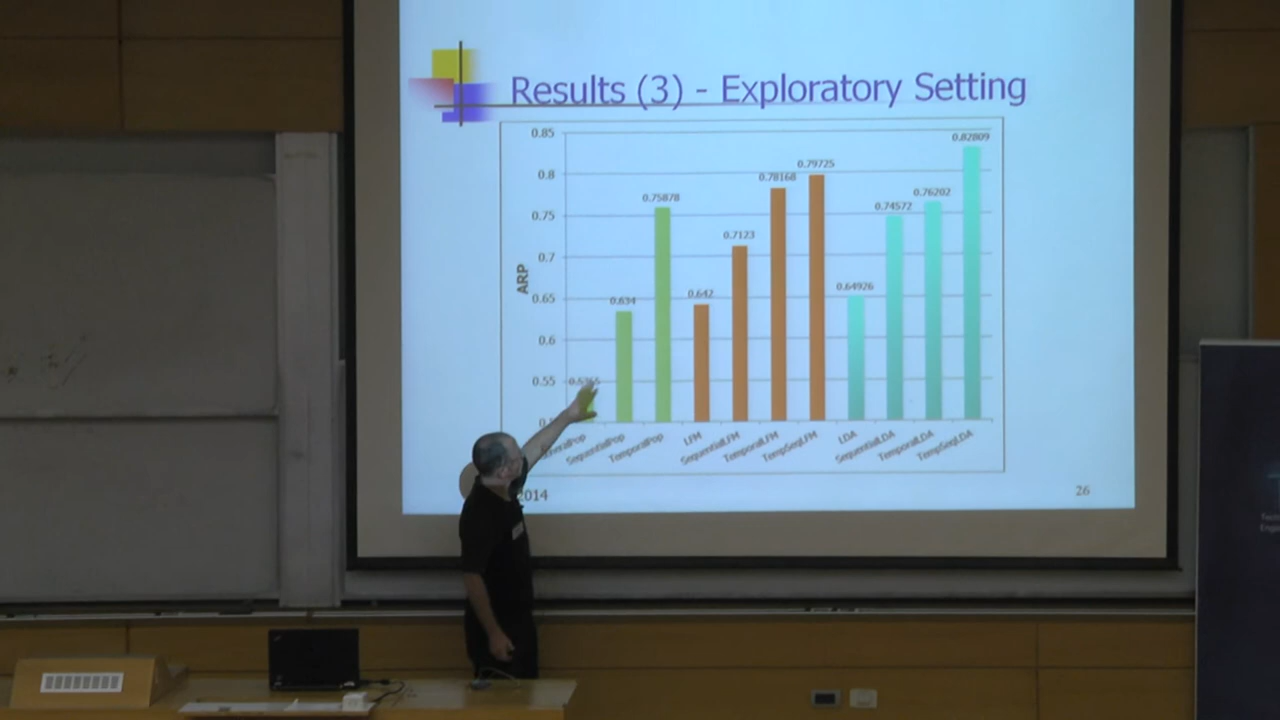 Results (3) - Exploratory Setting
0.85
0.8
0.75
0.7
0.65
0.6
0.55
ARP
0.634
0.75878
0.642
0.7123
0.78168
0.79725
0.64926
0.74572
0.76202
0.82809
SequentialPop
TemporalPop
LFM
SequentialLFM
TemporalLFM
TempSeqLFM
LDA
SequentialLDA
TemporalLDA
TempSeqLDA
2014
26